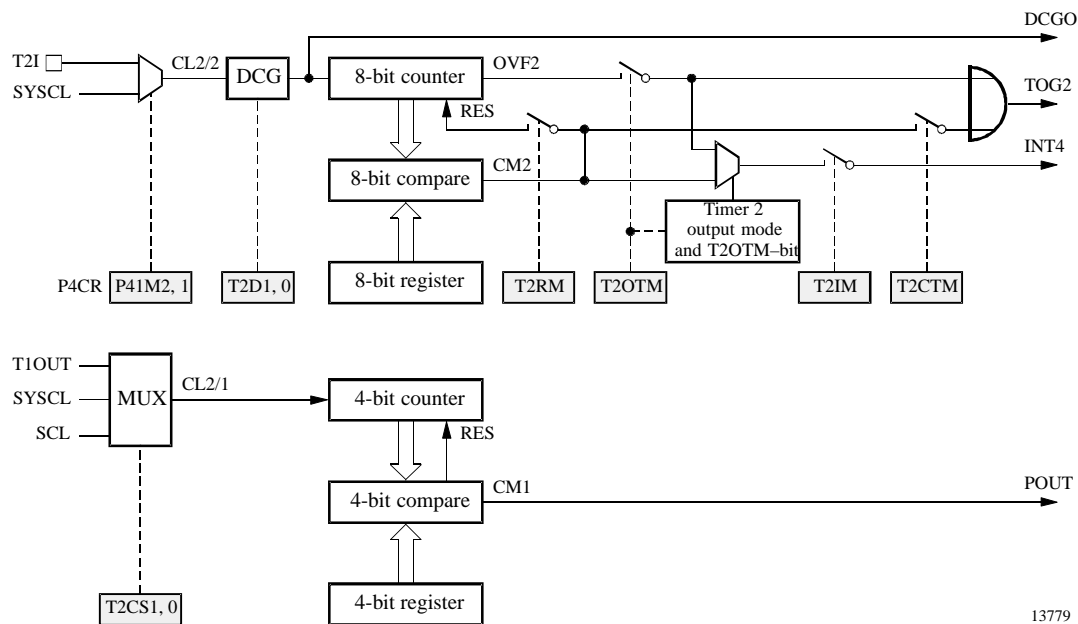 DCGO
T2I
CL2/2
DCG
8-bit counter
OVF2
SYSCL
TOG2
RES
8-bit compare
CM2
INT4
Timer 2
output mode
and T2OTM–bit
P4CR
P41M2, 1
T2D1, 0
8-bit register
T2RM
T2OTM
T2IM
T2CTM
T1OUT
SYSCL
SCL
MUX
CL2/1
4-bit counter
RES
4-bit compare
CM1
POUT
T2CS1, 0
4-bit register
13779